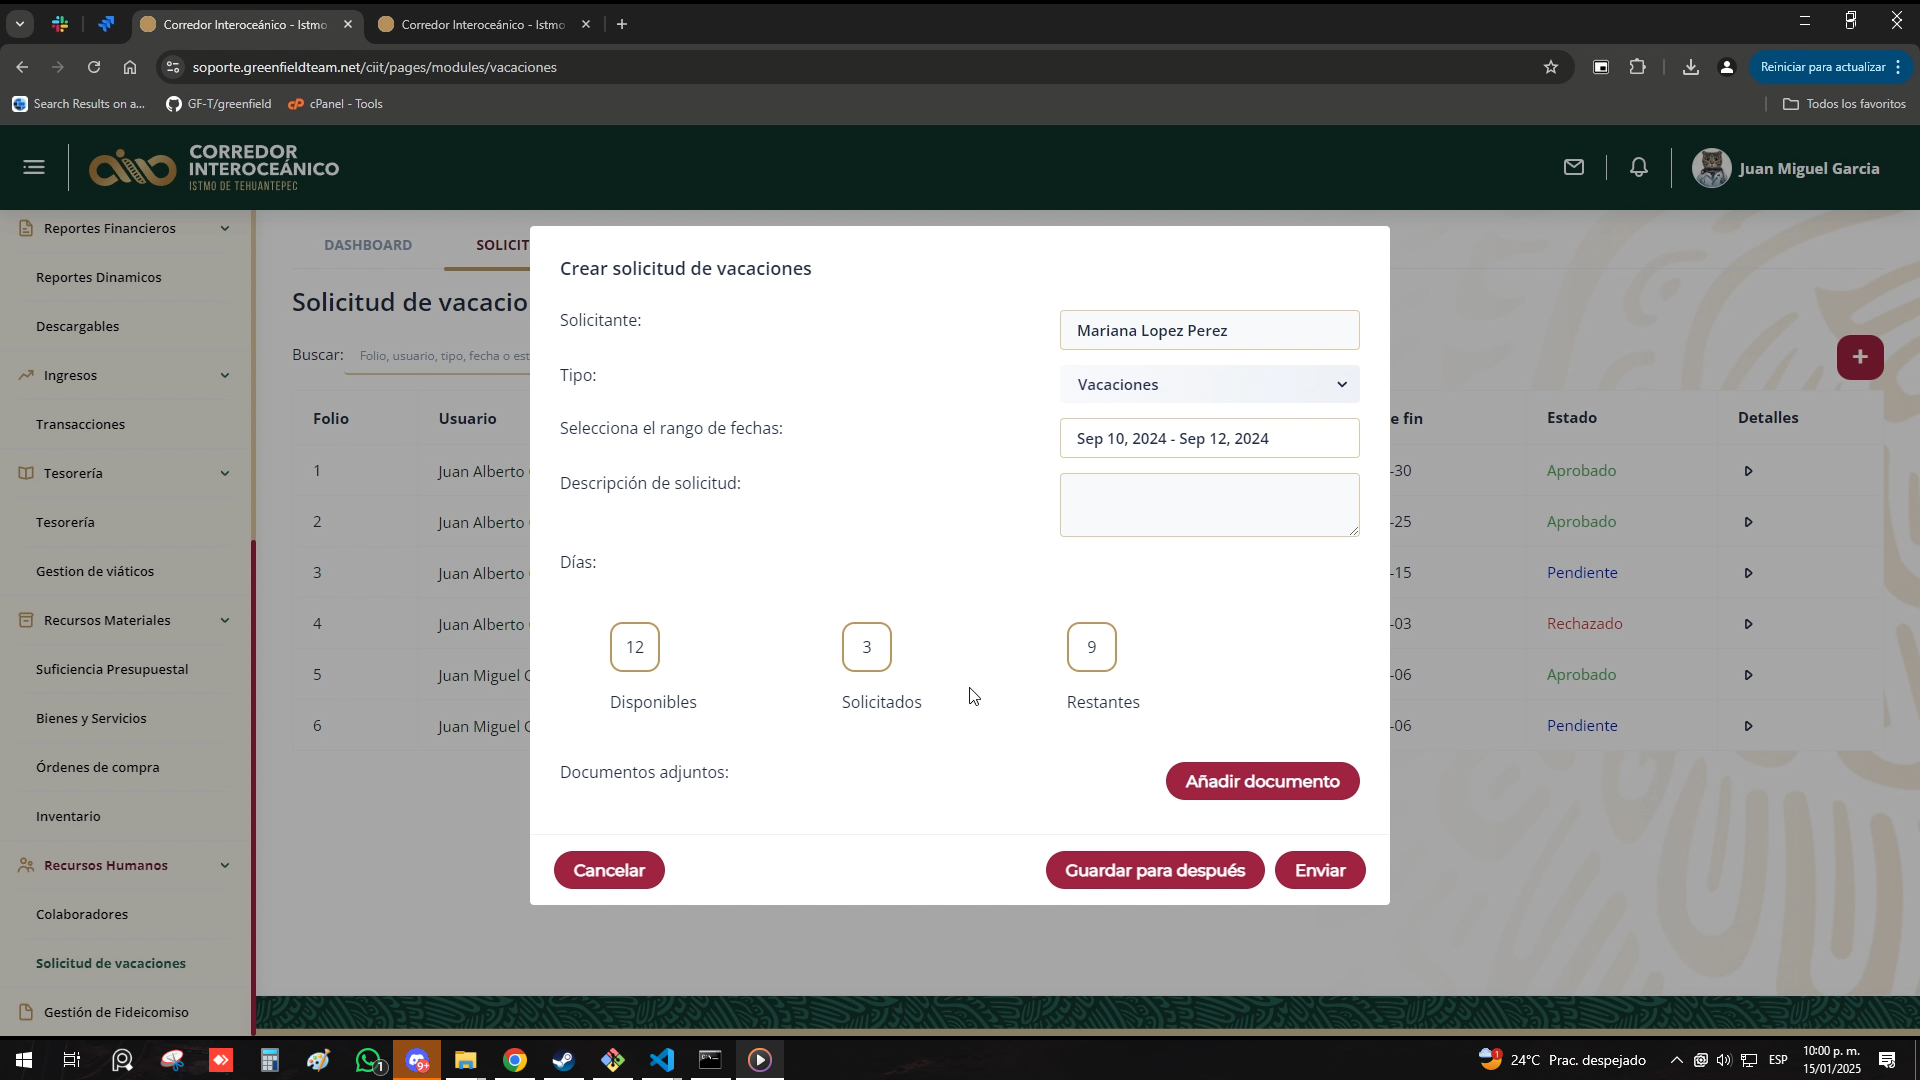 Corredor Interoceánico - Istmo
Corredor Interoceánico - Istmo
soporte.greenfieldteam.net/ciit/pages/modules/vacaciones
Reiniciar para actualizar
Search Results on a...
GF-T/greenfield
cPanel - Tools
Todos los favoritos
CORREDOR
INTEROCEÁNICO
ISTMO DE TEHUANTEPEC
Juan Miguel Garcia
Reportes Financieros
Reportes Dinamicos
Descargables
Ingresos
Transacciones
Tesorería
Tesorería
Gestion de viáticos
Recursos Materiales
Suficiencia Presupuestal
Bienes y Servicios
Órdenes de compra
Inventario
Recursos Humanos
Colaboradores
Solicitud de vacaciones
Gestión de Fideicomiso
DASHBOARD
SOLICIT
Solicitud de vacacio
Buscar:
Folio, usuario, tipo, fecha o est
Folio
Usuario
e fin
Estado
Detalles
1
Juan Alberto
-30
Aprobado
2
Juan Alberto
-25
Aprobado
3
Juan Alberto
-15
Pendiente
4
Juan Alberto
-03
Rechazado
5
Juan Miguel
-06
Aprobado
6
Juan Miguel
-06
Pendiente
Crear solicitud de vacaciones
Solicitante:
Mariana Lopez Perez
Tipo:
Vacaciones
Selecciona el rango de fechas:
Sep 10, 2024 - Sep 12, 2024
Descripción de solicitud:
Días:
12
3
9
Disponibles
Solicitados
Restantes
Documentos adjuntos:
Añadir documento
Cancelar
Guardar para después
Enviar
1
9+
1
24°C Prac. despejado
ESP
10:00 p. m.
15/01/2025